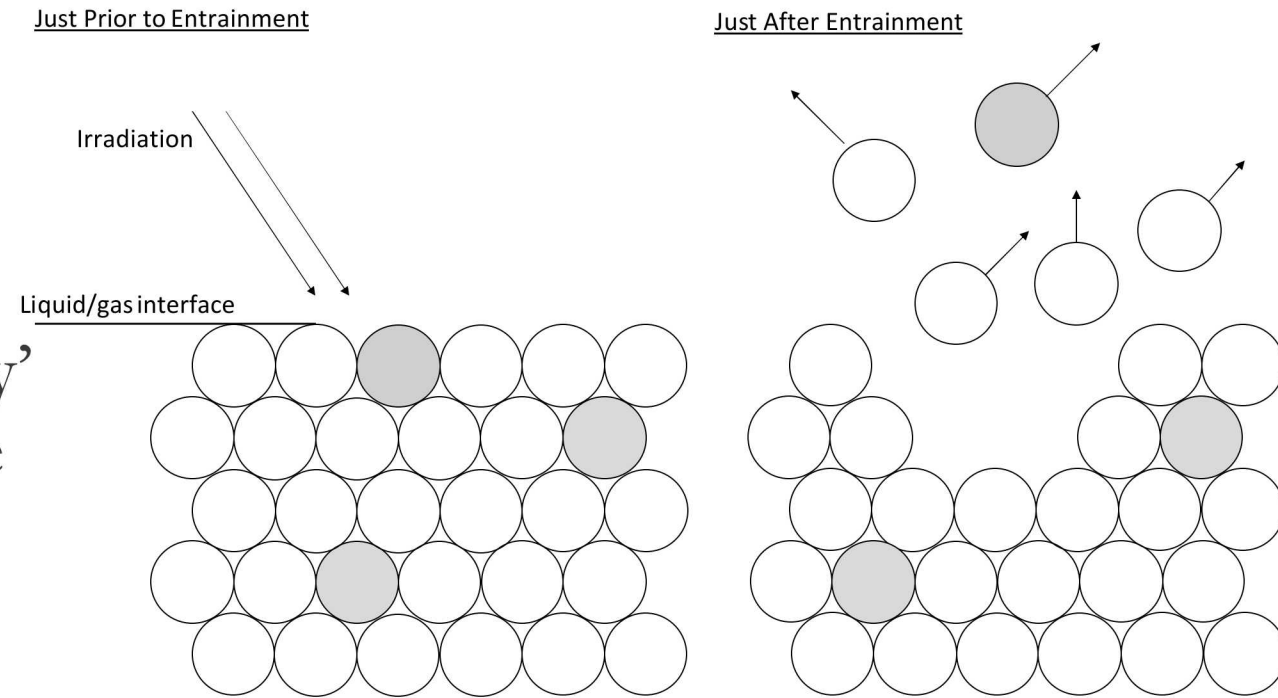 Just Prior to Entrainment
Just After Entrainment
Irradiation
Liquid/gas interface